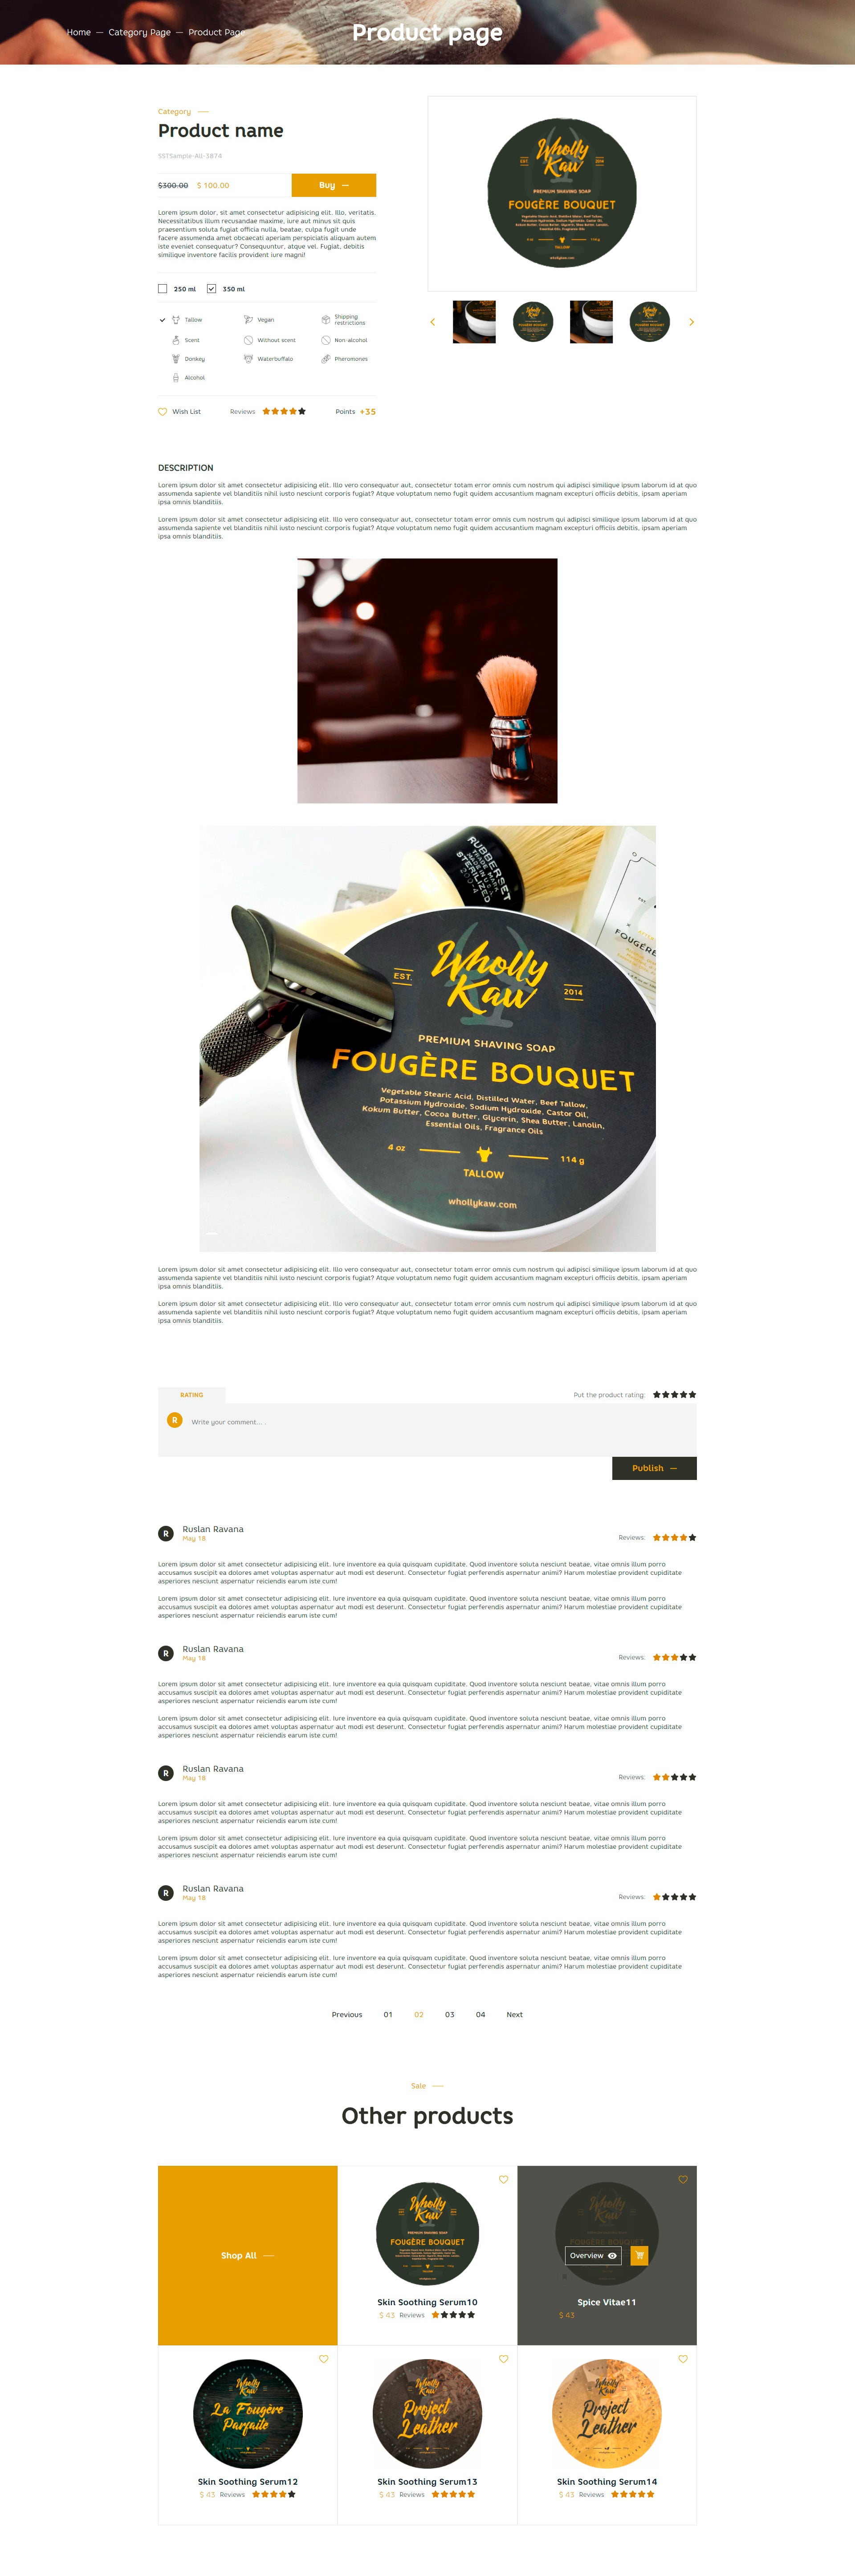 Home — Category Page — Product Page
Product page
Category —
Product name
SSTSample-All-3874
$300.00 $ 100.00 Buy —
Lorem ipsum dolor, sit amet consectetur adipisicing elit. Illo, veritatis.
Necessitatibus illum recusandae maxime, iure aut minus sit quis
praesentium soluta fugiat officia nulla, beatae, culpa fugit unde
facere assumenda amet obcaecati aperiam perspiciatis aliquam autem
iste eveniet consequatur? Consequuntur, atque vel. Fugiat, debitis
similique inventore facilis provident iure magni!
250 ml 350 ml
Tallow Vegan Shipping
restrictions
Scent Without scent Non-alcohol
Donkey Waterbuffalo Pheromones
Alcohol
Wish List Reviews Points +35
Wholly
Kaw
PREMIUM SHAVING SOAP
FOUGÈRE BOUQUET
TALLOW
whollykaw.com
DESCRIPTION
Lorem ipsum dolor sit amet consectetur adipisicing elit. Illo vero consequatur aut, consectetur totam error omnis cum nostrum qui adipisci similique ipsum laborum id at quo
assumenda sapiente vel blanditiis nihil iusto nesciunt corporis fugiat? Atque voluptatum nemo fugit quidem accusantium magnam excepturi officiis debitis, ipsam aperiam
ipsa omnis blanditiis.
Lorem ipsum dolor sit amet consectetur adipisicing elit. Illo vero consequatur aut, consectetur totam error omnis cum nostrum qui adipisci similique ipsum laborum id at quo
assumenda sapiente vel blanditiis nihil iusto nesciunt corporis fugiat? Atque voluptatum nemo fugit quidem accusantium magnam excepturi officiis debitis, ipsam aperiam
ipsa omnis blanditiis.
RUBBERSET
STERILIZED
Wholly
Kaw
EST. 2014
PREMIUM SHAVING SOAP
FOUGÈRE BOUQUET
Vegetable Stearic Acid, Distilled Water, Beef Tallow,
Potassium Hydroxide, Sodium Hydroxide, Castor Oil,
Kokum Butter, Cocoa Butter, Glycerin, Shea Butter, Lanolin,
Essential Oils, Fragrance Oils
4 oz 114 g
TALLOW
whollykaw.com
Lorem ipsum dolor sit amet consectetur adipisicing elit. Illo vero consequatur aut, consectetur totam error omnis cum nostrum qui adipisci similique ipsum laborum id at quo
assumenda sapiente vel blanditiis nihil iusto nesciunt corporis fugiat? Atque voluptatum nemo fugit quidem accusantium magnam excepturi officiis debitis, ipsam aperiam
ipsa omnis blanditiis.
Lorem ipsum dolor sit amet consectetur adipisicing elit. Illo vero consequatur aut, consectetur totam error omnis cum nostrum qui adipisci similique ipsum laborum id at quo
assumenda sapiente vel blanditiis nihil iusto nesciunt corporis fugiat? Atque voluptatum nemo fugit quidem accusantium magnam excepturi officiis debitis, ipsam aperiam
ipsa omnis blanditiis.
RATING Put the product rating:
R Write your comment.....
Publish —
R Ruslan Ravana
May 18 Reviews:
Lorem ipsum dolor sit amet consectetur adipisicing elit. Iure inventore ea quia quisquam cupiditate. Quod inventore soluta nesciunt beatae, vitae omnis illum porro
accusamus suscipit ea dolores amet voluptas aspernatur aut modi est deserunt. Consectetur fugiat perferendis aspernatur animi? Harum molestiae provident cupiditate
asperiores nesciunt aspernatur reiciendis earum iste cum!
Lorem ipsum dolor sit amet consectetur adipisicing elit. Iure inventore ea quia quisquam cupiditate. Quod inventore soluta nesciunt beatae, vitae omnis illum porro
accusamus suscipit ea dolores amet voluptas aspernatur aut modi est deserunt. Consectetur fugiat perferendis aspernatur animi? Harum molestiae provident cupiditate
asperiores nesciunt aspernatur reiciendis earum iste cum!
R Ruslan Ravana
May 18 Reviews:
Lorem ipsum dolor sit amet consectetur adipisicing elit. Iure inventore ea quia quisquam cupiditate. Quod inventore soluta nesciunt beatae, vitae omnis illum porro
accusamus suscipit ea dolores amet voluptas aspernatur aut modi est deserunt. Consectetur fugiat perferendis aspernatur animi? Harum molestiae provident cupiditate
asperiores nesciunt aspernatur reiciendis earum iste cum!
Lorem ipsum dolor sit amet consectetur adipisicing elit. Iure inventore ea quia quisquam cupiditate. Quod inventore soluta nesciunt beatae, vitae omnis illum porro
accusamus suscipit ea dolores amet voluptas aspernatur aut modi est deserunt. Consectetur fugiat perferendis aspernatur animi? Harum molestiae provident cupiditate
asperiores nesciunt aspernatur reiciendis earum iste cum!
R Ruslan Ravana
May 18 Reviews:
Lorem ipsum dolor sit amet consectetur adipisicing elit. Iure inventore ea quia quisquam cupiditate. Quod inventore soluta nesciunt beatae, vitae omnis illum porro
accusamus suscipit ea dolores amet voluptas aspernatur aut modi est deserunt. Consectetur fugiat perferendis aspernatur animi? Harum molestiae provident cupiditate
asperiores nesciunt aspernatur reiciendis earum iste cum!
Lorem ipsum dolor sit amet consectetur adipisicing elit. Iure inventore ea quia quisquam cupiditate. Quod inventore soluta nesciunt beatae, vitae omnis illum porro
accusamus suscipit ea dolores amet voluptas aspernatur aut modi est deserunt. Consectetur fugiat perferendis aspernatur animi? Harum molestiae provident cupiditate
asperiores nesciunt aspernatur reiciendis earum iste cum!
R Ruslan Ravana
May 18 Reviews:
Lorem ipsum dolor sit amet consectetur adipisicing elit. Iure inventore ea quia quisquam cupiditate. Quod inventore soluta nesciunt beatae, vitae omnis illum porro
accusamus suscipit ea dolores amet voluptas aspernatur aut modi est deserunt. Consectetur fugiat perferendis aspernatur animi? Harum molestiae provident cupiditate
asperiores nesciunt aspernatur reiciendis earum iste cum!
Lorem ipsum dolor sit amet consectetur adipisicing elit. Iure inventore ea quia quisquam cupiditate. Quod inventore soluta nesciunt beatae, vitae omnis illum porro
accusamus suscipit ea dolores amet voluptas aspernatur aut modi est deserunt. Consectetur fugiat perferendis aspernatur animi? Harum molestiae provident cupiditate
asperiores nesciunt aspernatur reiciendis earum iste cum!
Previous 01 02 03 04 Next
Sale —
Other products
Shop All —
Wholly
Kaw
PREMIUM SHAVING SOAP
FOUGÈRE BOUQUET
Skin Soothing Serum10
$ 43 Reviews
Wholly
Kaw
Overview
Spice Vitae11
$ 43
Wholly
Kaw
La Fougère
Parfaite
Skin Soothing Serum12
$ 43 Reviews
Wholly
Kaw
Project
Leather
Skin Soothing Serum13
$ 43 Reviews
Wholly
Kaw
Project
Leather
Skin Soothing Serum14
$ 43 Reviews